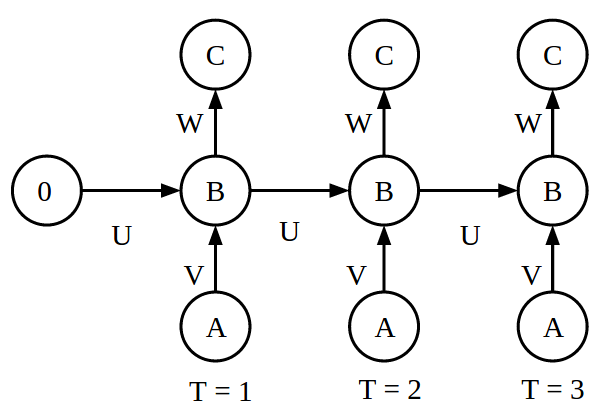 C C C
W W W
0 B B B
U U U
V V V
A A A
T = 1 T = 2 T = 3